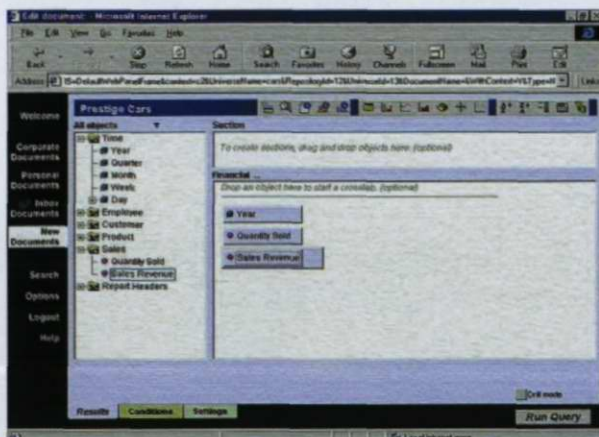 Edit document - Microsoft Internet Explorer
File Edit View Go Favorites Help
Back Stop Refresh Home Search Favorites History Channels Fullscreen Mail Print Edit
Address Links
Welcome
Corporate Documents
Personal Documents
Inbox Documents
New Documents
Search
Options
Logout
Help
Prestige Cars
All objects
Time
Year
Quarter
Month
Week
Day
Employee
Customer
Product
Sales
Quantity Sold
Sales Revenue
Report Headers
Section
To create sections, drag and drop objects here (optional)
Financial ...
Drop an object here to start a crosstab. (optional)
Year
Quantity Sold
Sales Revenue
Drill mode
Results Conditions Settings
Run Query